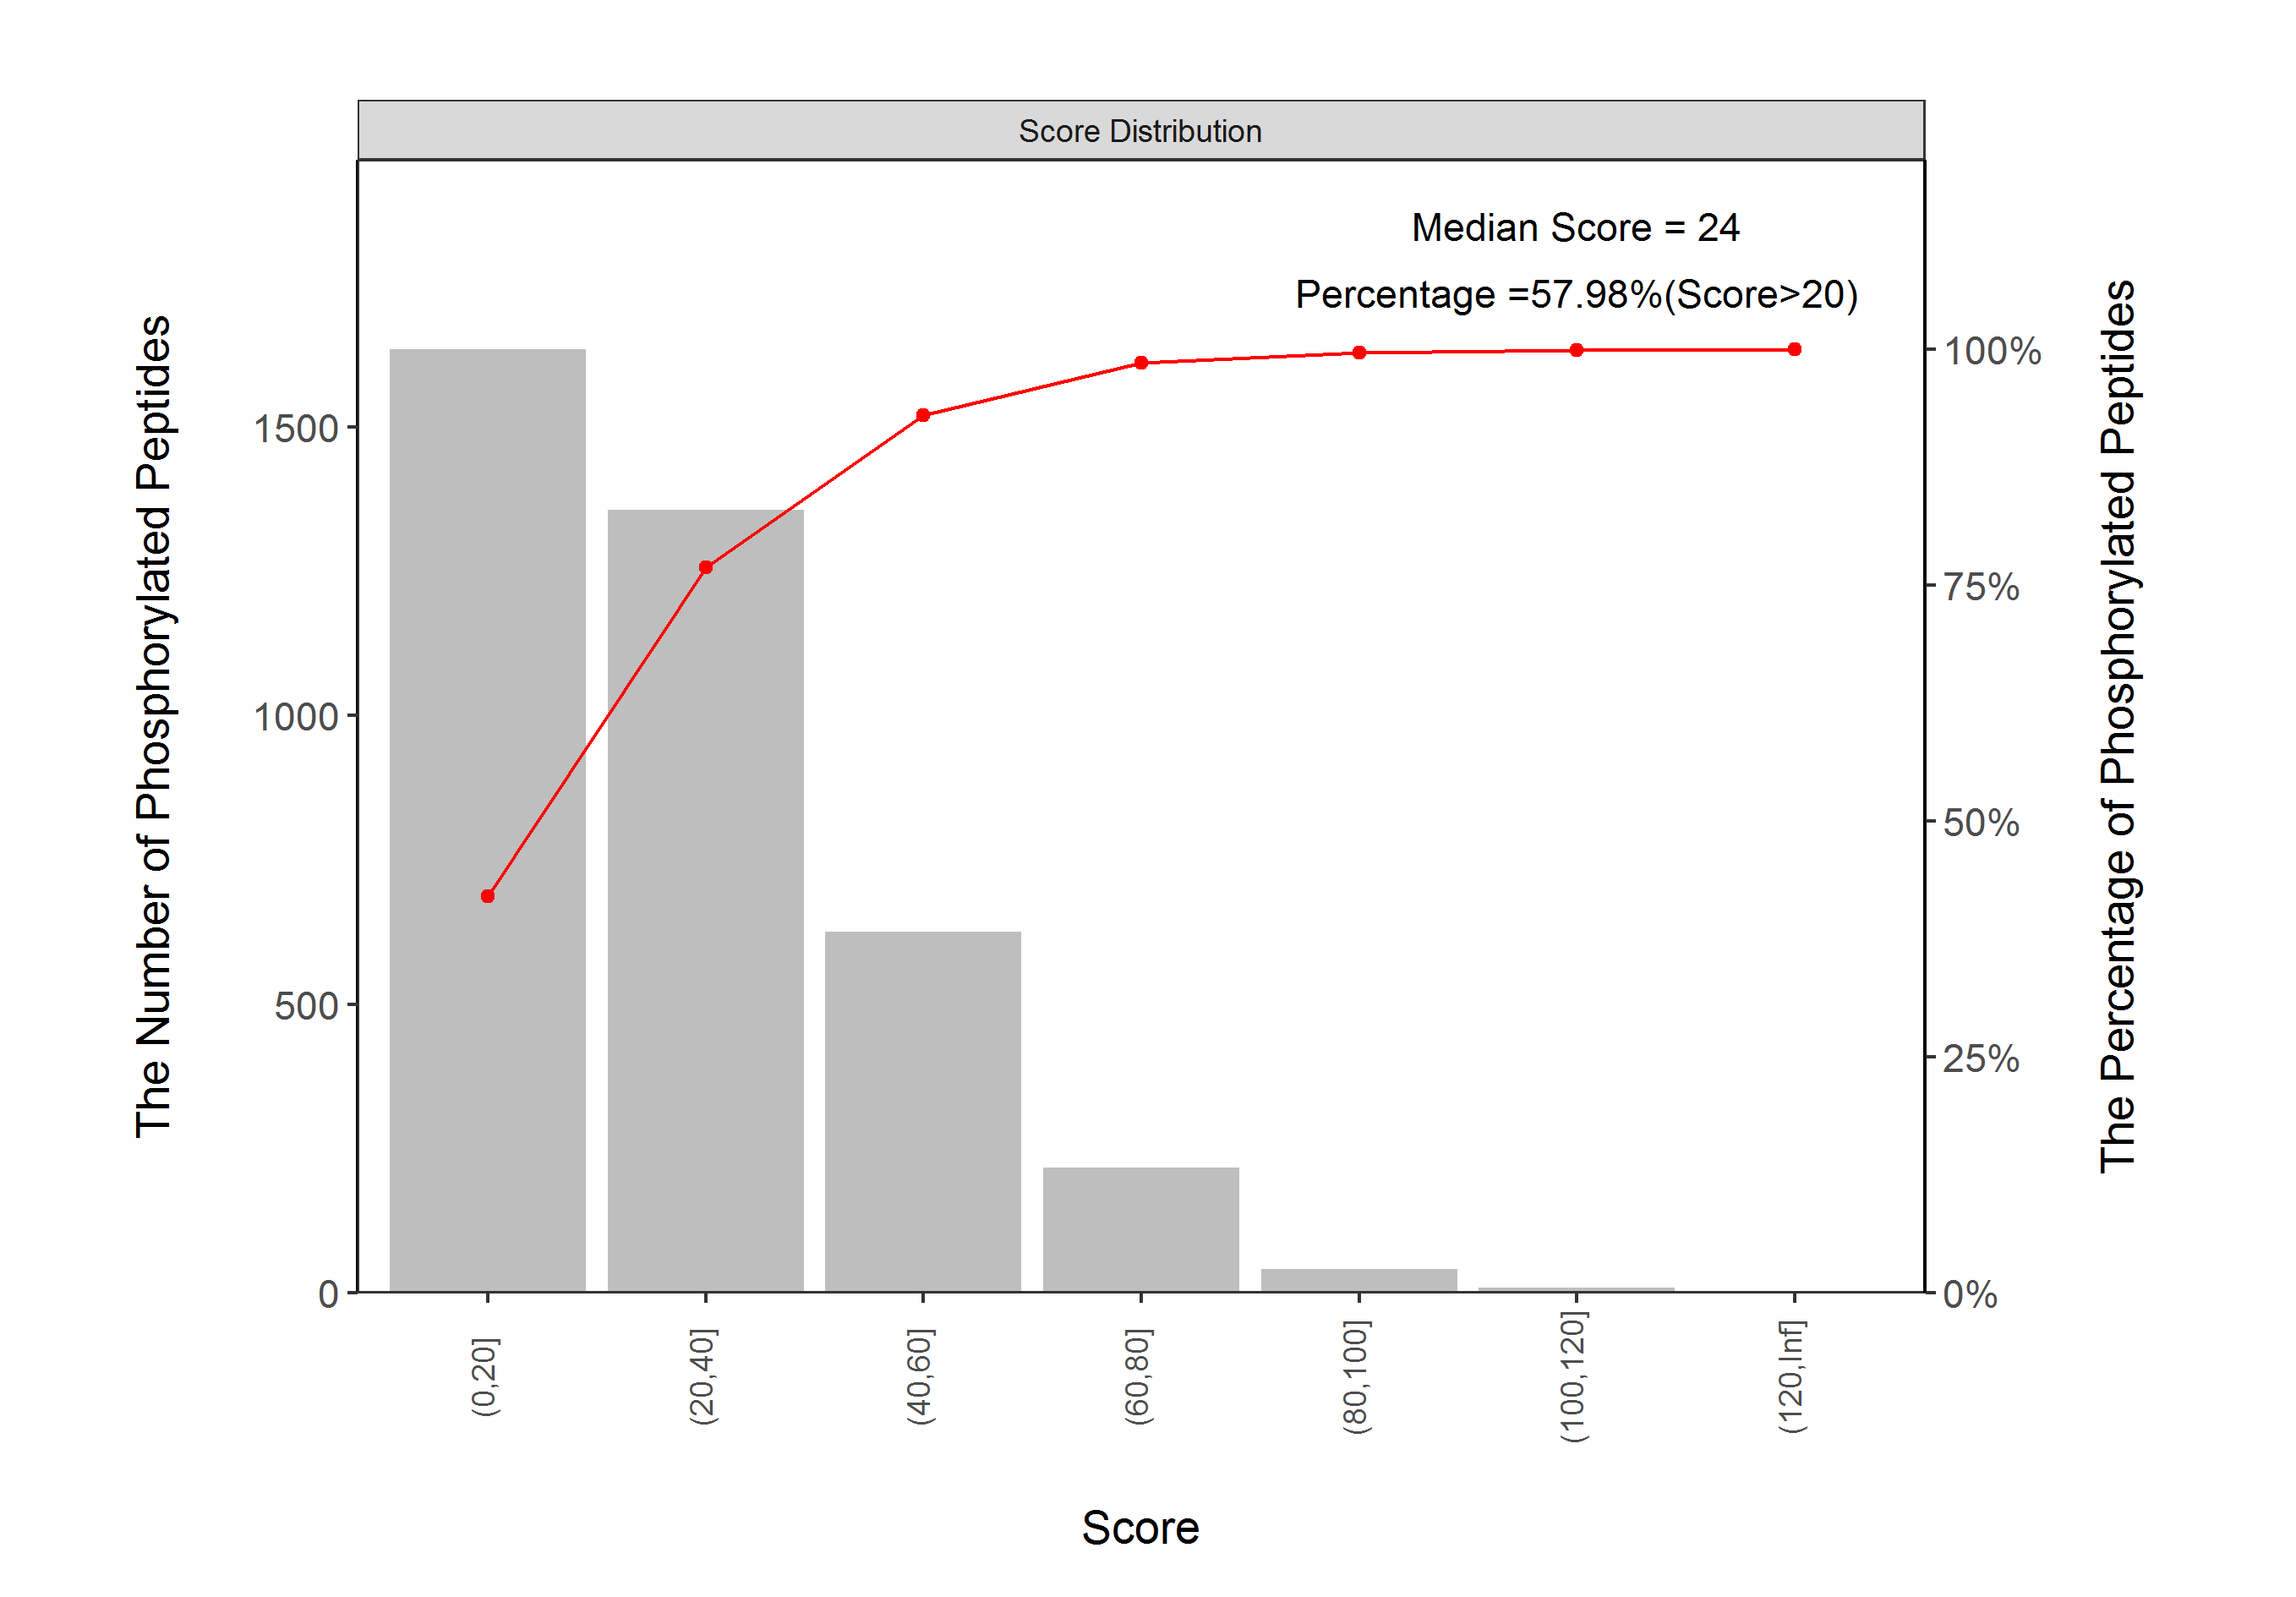 Score Distribution
Median Score = 24
Percentage =57.98%(Score>20)
The Number of Phosphorylated Peptides
1500
1000
500
0
100%
75%
50%
25%
0%
The Percentage of Phosphorylated Peptides
(0,20]
(20,40]
(40,60]
(60,80]
(80,100]
(100,120]
(120,Inf]
Score